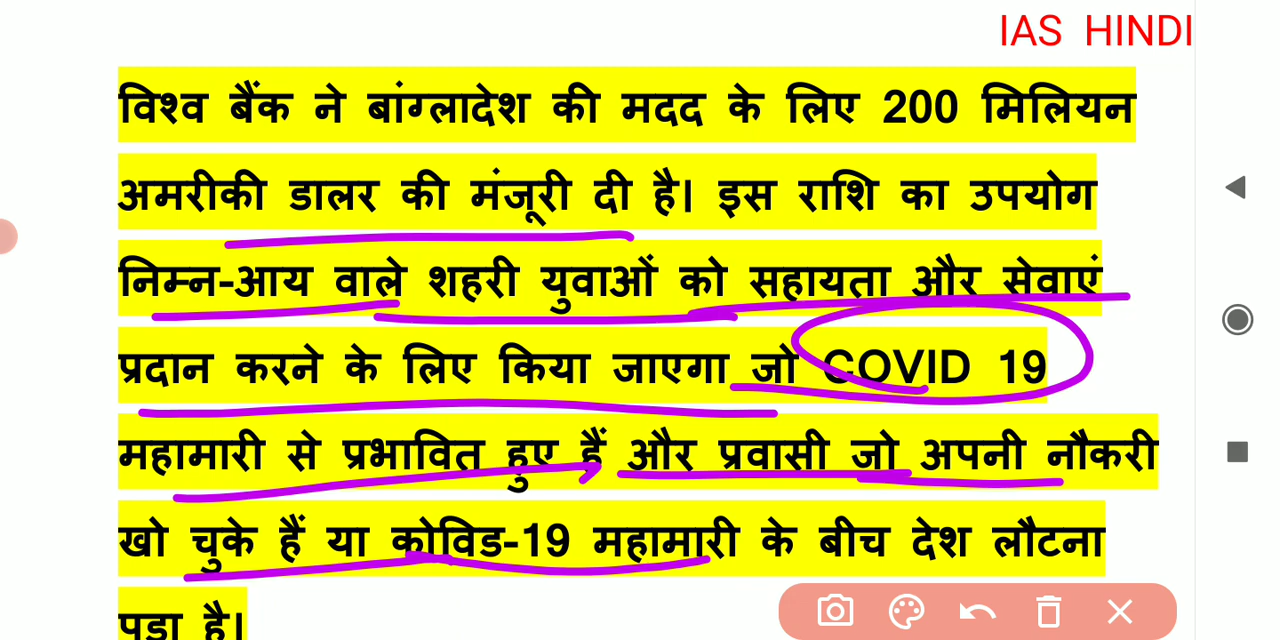 IAS HINDI
विश्व बैंक ने बांग्लादेश की मदद के लिए 200 मिलियन
अमरीकी डालर की मंजूरी दी है। इस राशि का उपयोग
निम्न-आय वाले शहरी युवाओं को सहायता और सेवाएं
प्रदान करने के लिए किया जाएगा जो COVID 19
महामारी से प्रभावित हुए हैं और प्रवासी जो अपनी नौकरी
खो चुके हैं या कोविड-19 महामारी के बीच देश लौटना
पड़ा है।